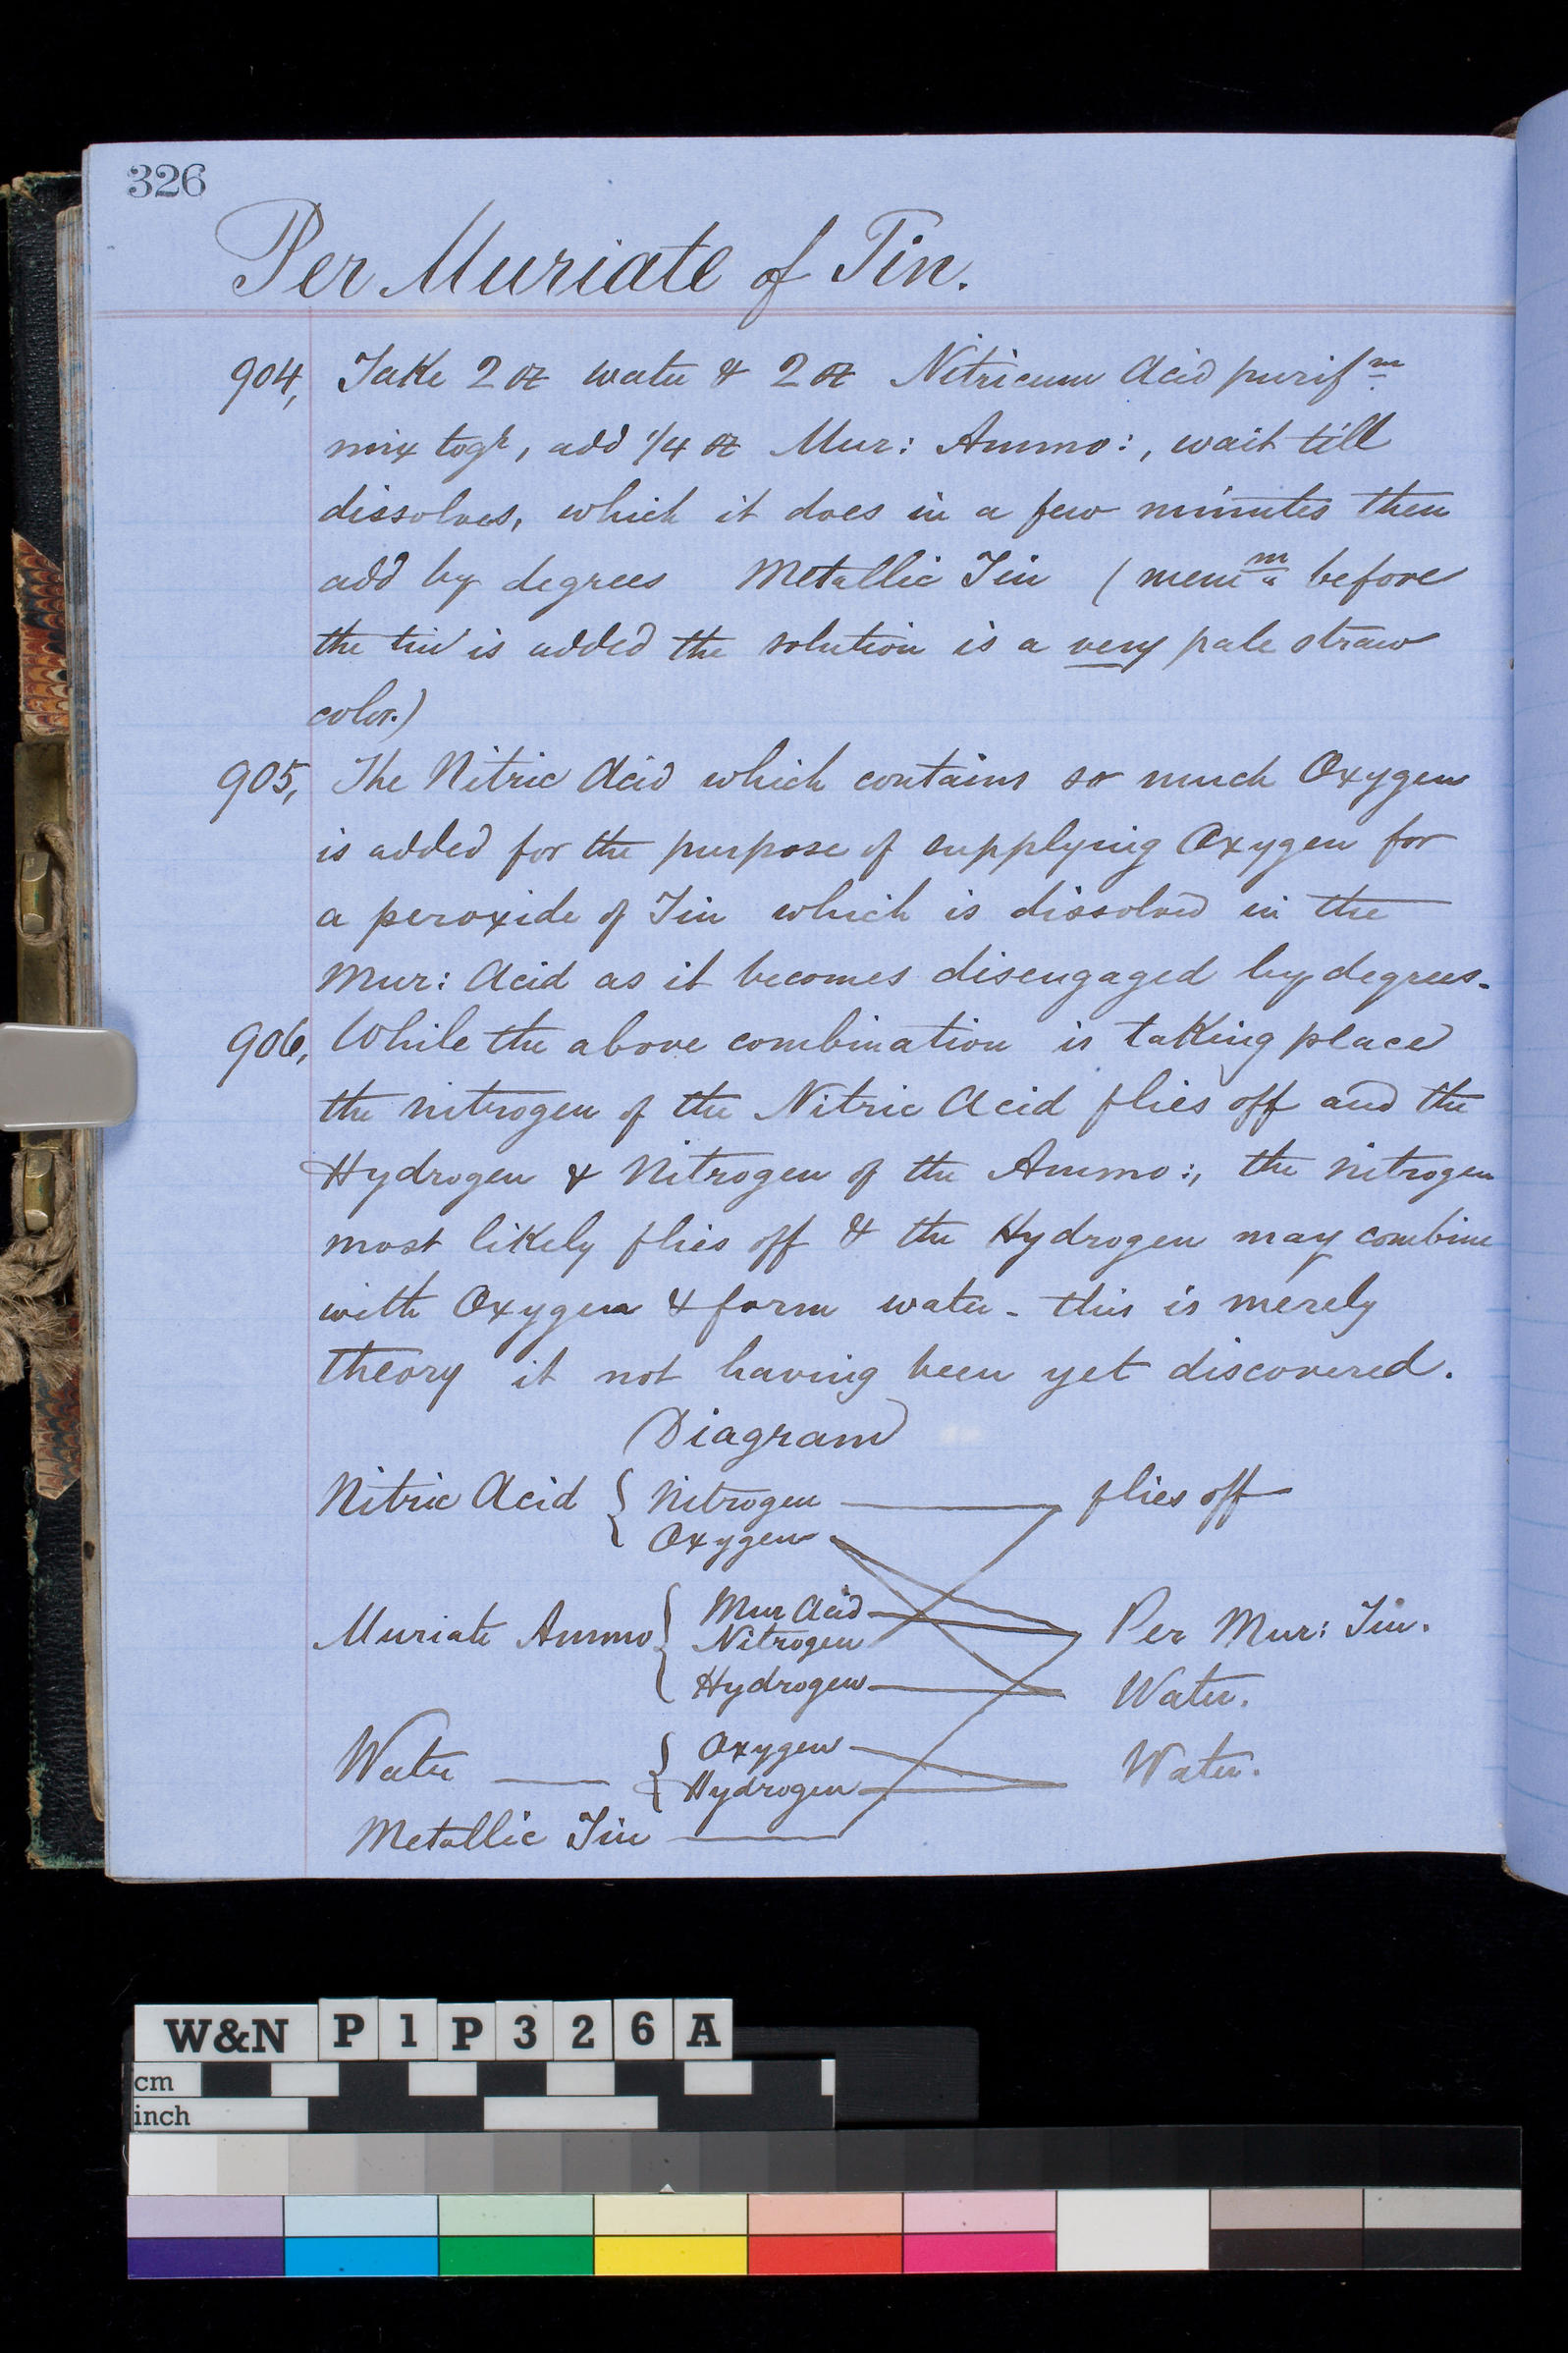 326
Per Muriate of Tin.
904, Take 2 oz water & 2 oz Nitricum Acid purifm
mix togr, add 1/4 oz Mur: Ammo:, wait till
dissolves, which it does in a few minutes then
add by degrees Metallic Tin (memm before
the tin is added the solution is a very pale straw
color.)
905, The Nitric Acid which contains so much Oxygen
is added for the purpose of supplying Oxygen for
a peroxide of Tin which is dissolved in the
Mur: Acid as it becomes disengaged by degrees.
906, While the above combination is taking place
the nitrogen of the Nitric Acid flies off and the
Hydrogen & Nitrogen of the Ammo:, the nitrogen
most likely flies off & the Hydrogen may combine
with Oxygen & form water - this is merely
theory it not having been yet discovered.
Diagram
Nitric Acid { Nitrogen flies off
Oxygen
Muriate Ammo { Mur Acid Per Mur: Tin.
Nitrogen
Hydrogen Water.
Water { Oxygen Water.
Hydrogen
Metallic Tin
W&N P1P326A
cm
inch